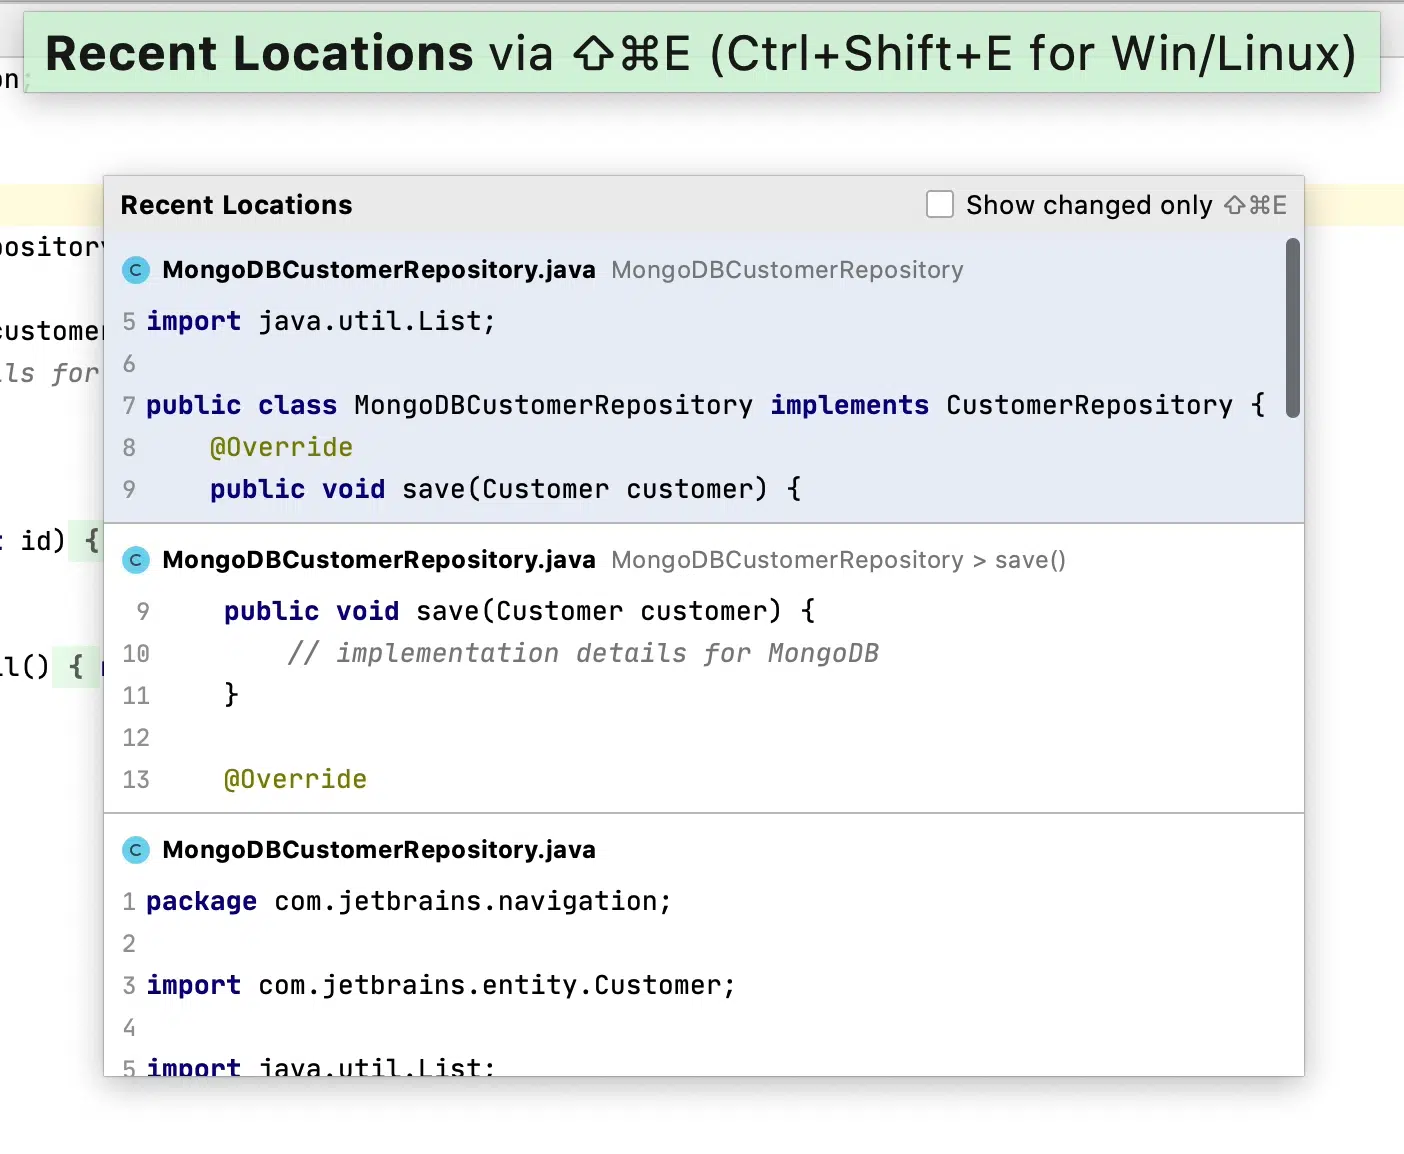 Recent Locations via ⇧⌘E (Ctrl+Shift+E for Win/Linux)
Recent Locations Show changed only ⇧⌘E
C MongoDBCustomerRepository.java MongoDBCustomerRepository
5 import java.util.List;
6
7 public class MongoDBCustomerRepository implements CustomerRepository {
8 @Override
9 public void save(Customer customer) {
C MongoDBCustomerRepository.java MongoDBCustomerRepository > save()
9 public void save(Customer customer) {
10 // implementation details for MongoDB
11 }
12
13 @Override
C MongoDBCustomerRepository.java
1 package com.jetbrains.navigation;
2
3 import com.jetbrains.entity.Customer;
4
5 import java.util.List;
for
id) {
() {